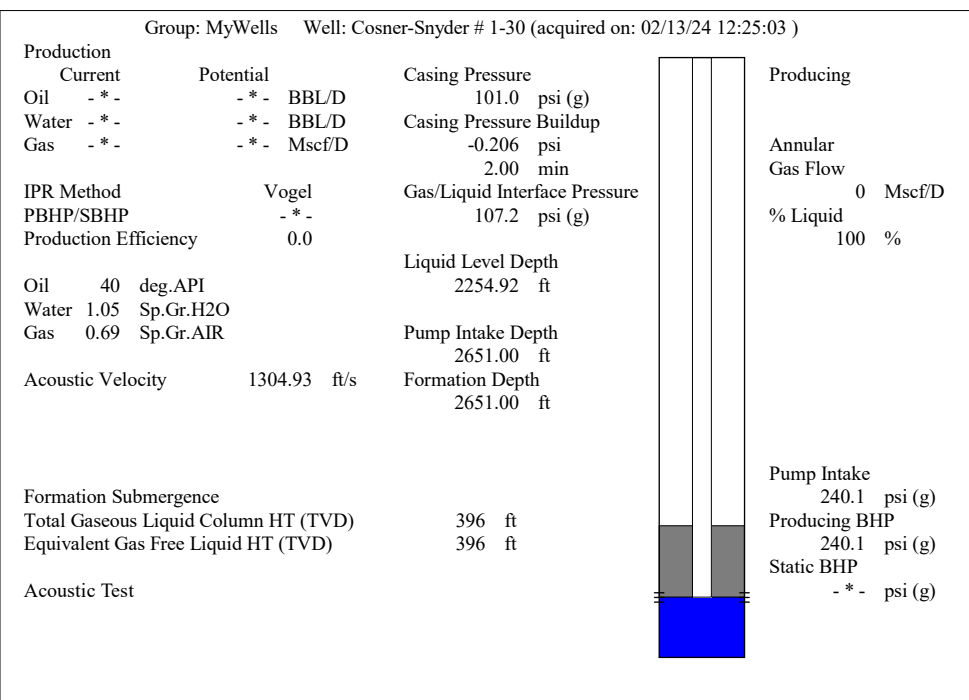 Group: MyWells Well: Cosner-Snyder # 1-30 (acquired on: 02/13/24 12:25:03 )
Production
Current Potential
Oil - * - - * - BBL/D
Water - * - - * - BBL/D
Gas - * - - * - Mscf/D
IPR Method Vogel
PBHP/SBHP - * -
Production Efficiency 0.0
Oil 40 deg.API
Water 1.05 Sp.Gr.H2O
Gas 0.69 Sp.Gr.AIR
Acoustic Velocity 1304.93 ft/s
Formation Submergence
Total Gaseous Liquid Column HT (TVD) 396 ft
Equivalent Gas Free Liquid HT (TVD) 396 ft
Acoustic Test
Casing Pressure
101.0 psi (g)
Casing Pressure Buildup
-0.206 psi
2.00 min
Gas/Liquid Interface Pressure
107.2 psi (g)
Liquid Level Depth
2254.92 ft
Pump Intake Depth
2651.00 ft
Formation Depth
2651.00 ft
Producing
Annular
Gas Flow
0 Mscf/D
% Liquid
100 %
Pump Intake
240.1 psi (g)
Producing BHP
240.1 psi (g)
Static BHP
- * - psi (g)